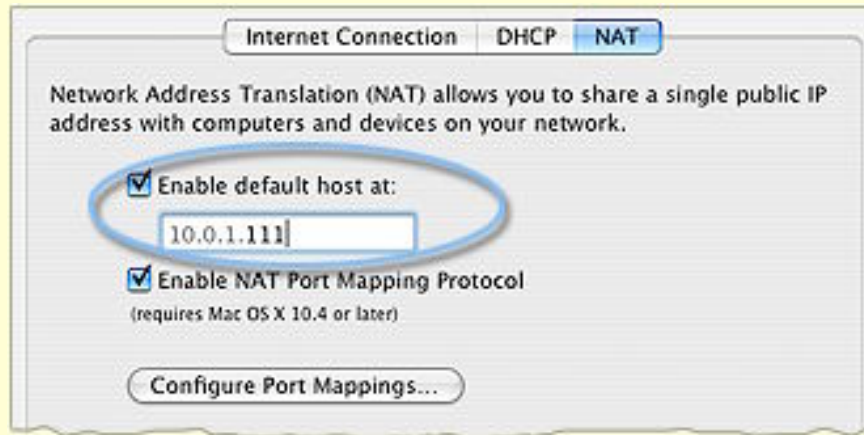 Internet Connection DHCP NAT
Network Address Translation (NAT) allows you to share a single public IP
address with computers and devices on your network.
Enable default host at:
10.0.1.111
Enable NAT Port Mapping Protocol
(requires Mac OS X 10.4 or later)
Configure Port Mappings...